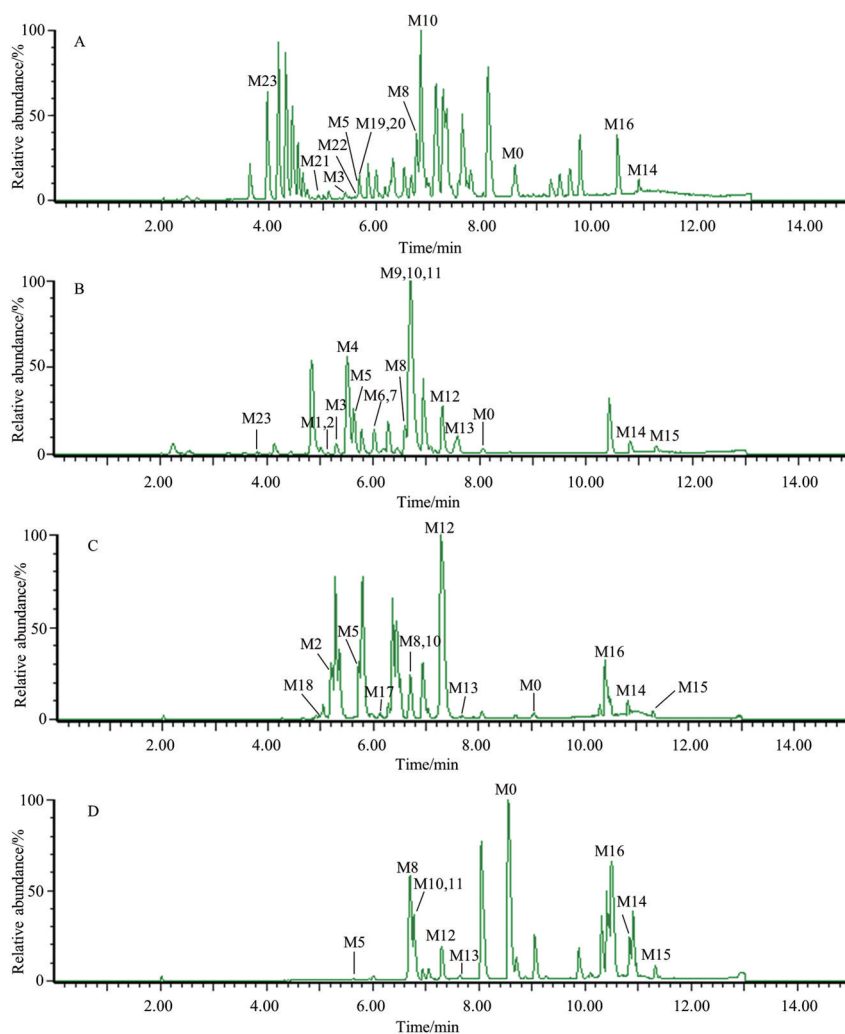 A
Relative abundance/%
100
50
0
M23
M21
M3
M22
M5
M19,20
M8
M10
M0
M16
M14
2.00 4.00 6.00 8.00 10.00 12.00 14.00
Time/min
B
Relative abundance/%
100
50
0
M23
M1,2
M3
M4
M5
M6,7
M8
M9,10,11
M12
M13
M0
M14
M15
2.00 4.00 6.00 8.00 10.00 12.00 14.00
Time/min
C
Relative abundance/%
100
50
0
M18
M2
M5
M17
M8,10
M12
M13
M0
M16
M14
M15
2.00 4.00 6.00 8.00 10.00 12.00 14.00
Time/min
D
Relative abundance/%
100
50
0
M5
M8
M10,11
M12
M13
M0
M16
M14
M15
2.00 4.00 6.00 8.00 10.00 12.00 14.00
Time/min